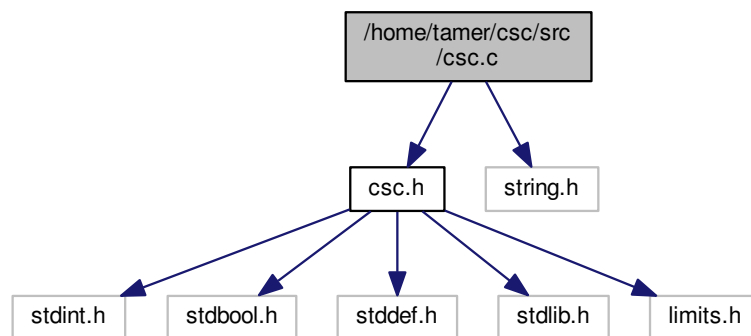 /home/tamer/csc/src
/csc.c
csc.h
string.h
stdint.h
stdbool.h
stddef.h
stdlib.h
limits.h